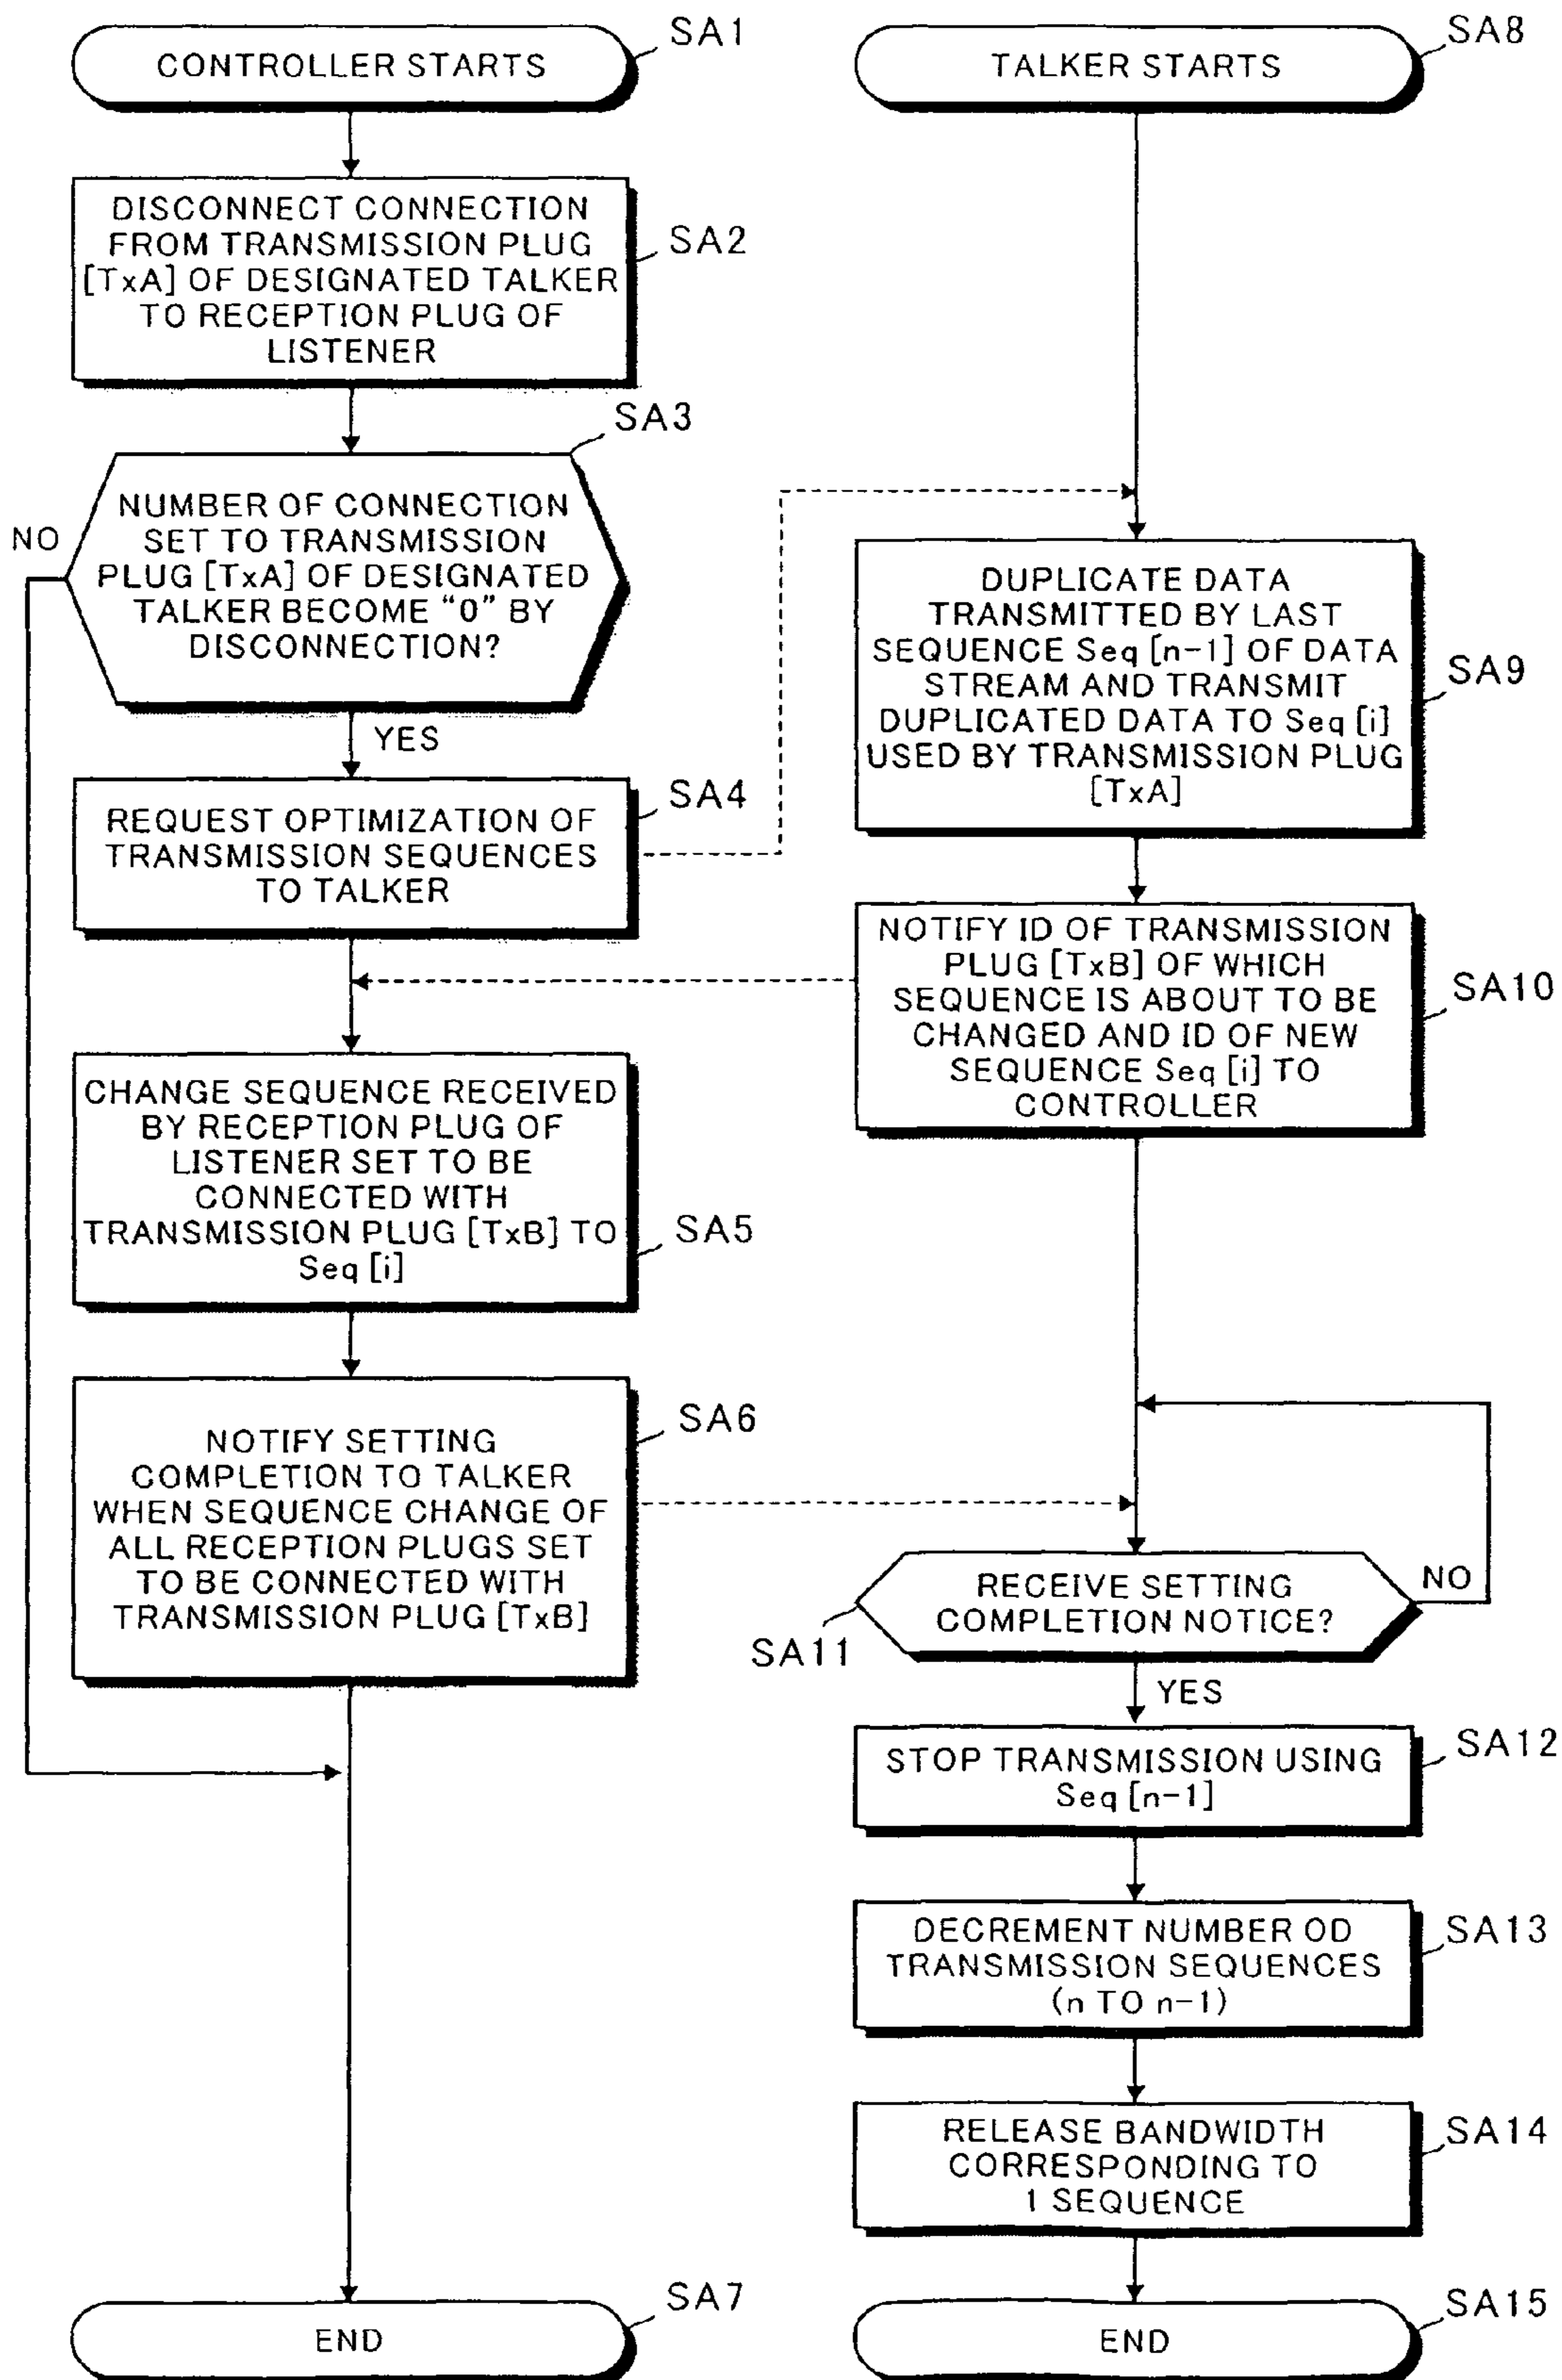 CONTROLLER STARTS
SA1
DISCONNECT CONNECTION
FROM TRANSMISSION PLUG
[TxA] OF DESIGNATED TALKER
TO RECEPTION PLUG OF
LISTENER
SA2
SA3
NUMBER OF CONNECTION
SET TO TRANSMISSION
PLUG [TxA] OF DESIGNATED
TALKER BECOME “0” BY
DISCONNECTION?
NO
YES
REQUEST OPTIMIZATION OF
TRANSMISSION SEQUENCES
TO TALKER
SA4
CHANGE SEQUENCE RECEIVED
BY RECEPTION PLUG OF
LISTENER SET TO BE
CONNECTED WITH
TRANSMISSION PLUG [TxB] TO
Seq [i]
SA5
NOTIFY SETTING
COMPLETION TO TALKER
WHEN SEQUENCE CHANGE OF
ALL RECEPTION PLUGS SET
TO BE CONNECTED WITH
TRANSMISSION PLUG [TxB]
SA6
END
SA7
TALKER STARTS
SA8
DUPLICATE DATA
TRANSMITTED BY LAST
SEQUENCE Seq [n-1] OF DATA
STREAM AND TRANSMIT
DUPLICATED DATA TO Seq [i]
USED BY TRANSMISSION PLUG
[TxA]
SA9
NOTIFY ID OF TRANSMISSION
PLUG [TxB] OF WHICH
SEQUENCE IS ABOUT TO BE
CHANGED AND ID OF NEW
SEQUENCE Seq [i] TO
CONTROLLER
SA10
RECEIVE SETTING
COMPLETION NOTICE?
NO
SA11
YES
STOP TRANSMISSION USING
Seq [n-1]
SA12
DECREMENT NUMBER OD
TRANSMISSION SEQUENCES
(n TO n-1)
SA13
RELEASE BANDWIDTH
CORRESPONDING TO
1 SEQUENCE
SA14
END
SA15